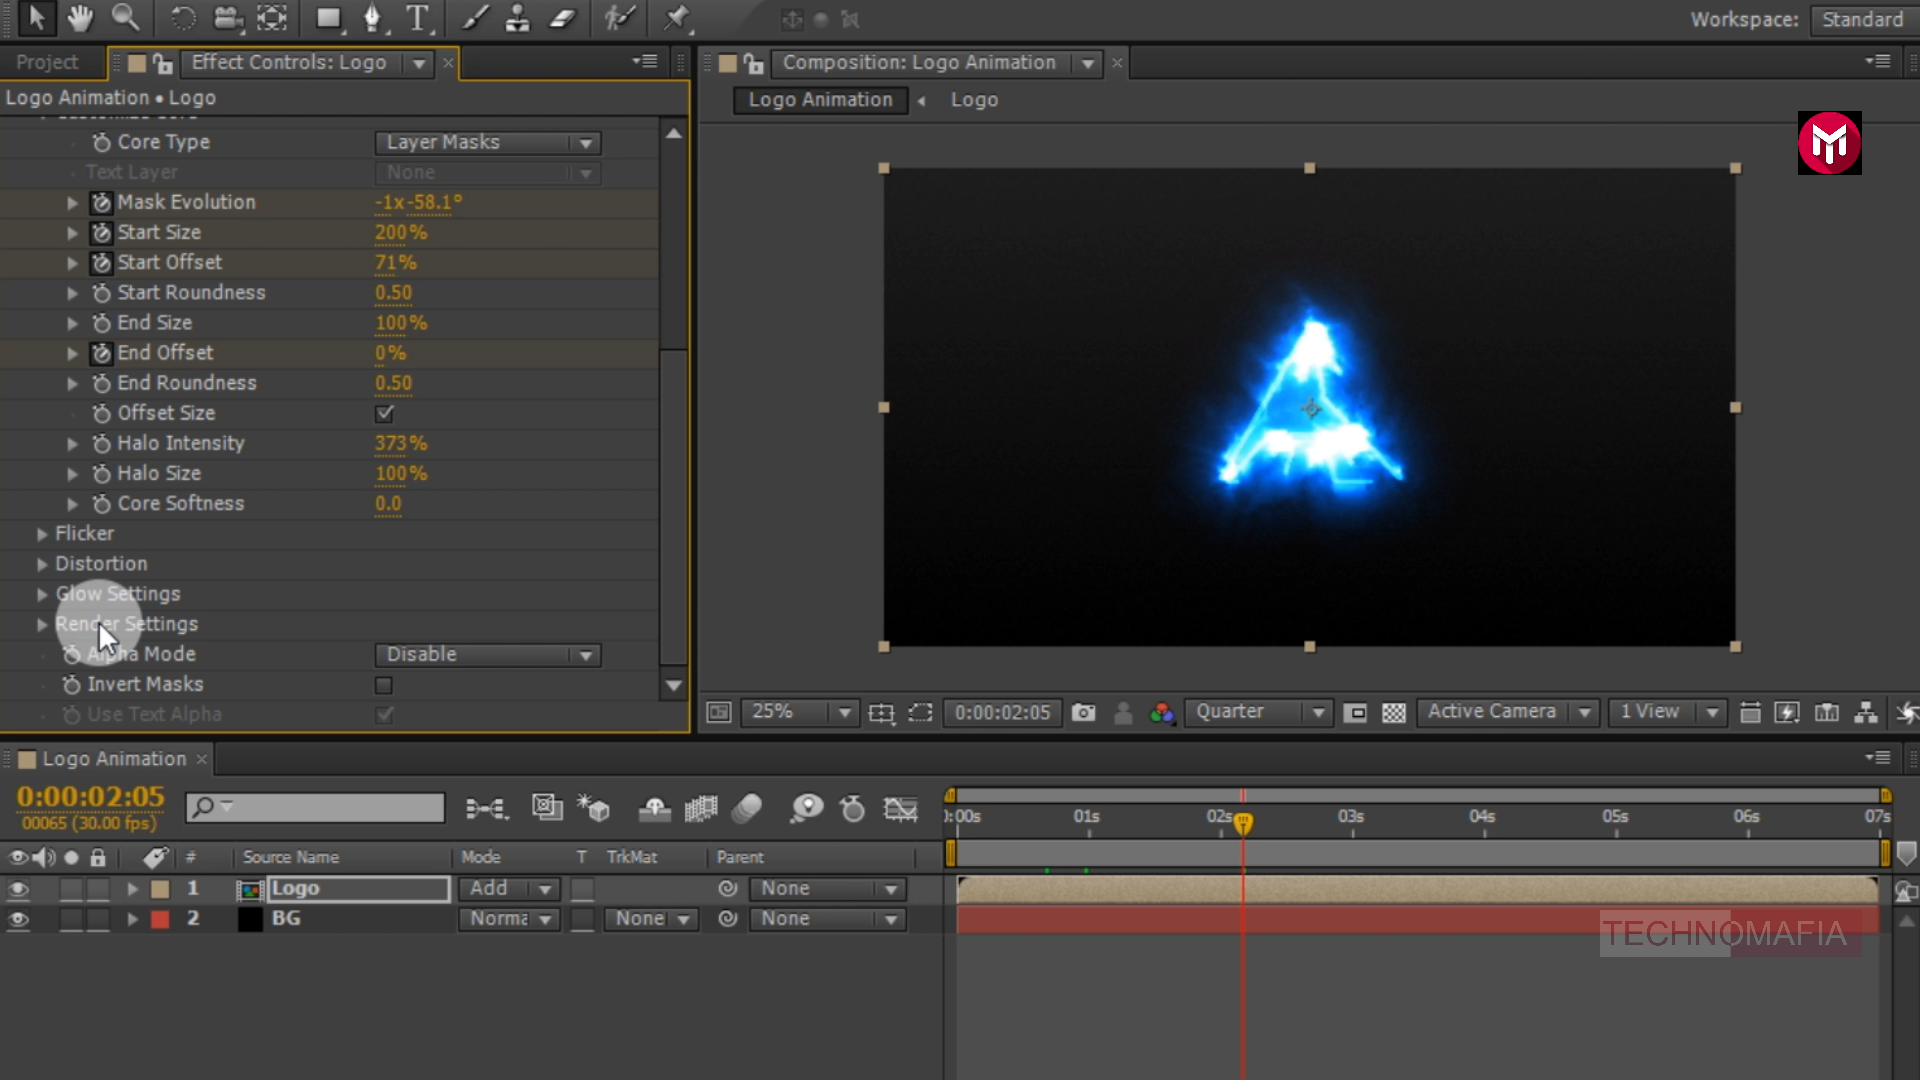 Workspace: Standard
Project Effect Controls: Logo
Logo Animation • Logo
Core Type Layer Masks
Text Layer None
Mask Evolution -1x-58.1°
Start Size 200%
Start Offset 71%
Start Roundness 0.50
End Size 100%
End Offset 0%
End Roundness 0.50
Offset Size
Halo Intensity 373%
Halo Size 100%
Core Softness 0.0
Flicker
Distortion
Glow Settings
Render Settings
Alpha Mode Disable
Invert Masks
Use Text Alpha
Composition: Logo Animation
Logo Animation Logo
25% 0:00:02:05 Quarter Active Camera 1 View
Logo Animation
0:00:02:05
00065 (30.00 fps)
0:00s 01s 02s 03s 04s 05s 06s 07s
# Source Name Mode T TrkMat Parent
1 Logo Add None
2 BG Norma None None
TECHNOMAFIA